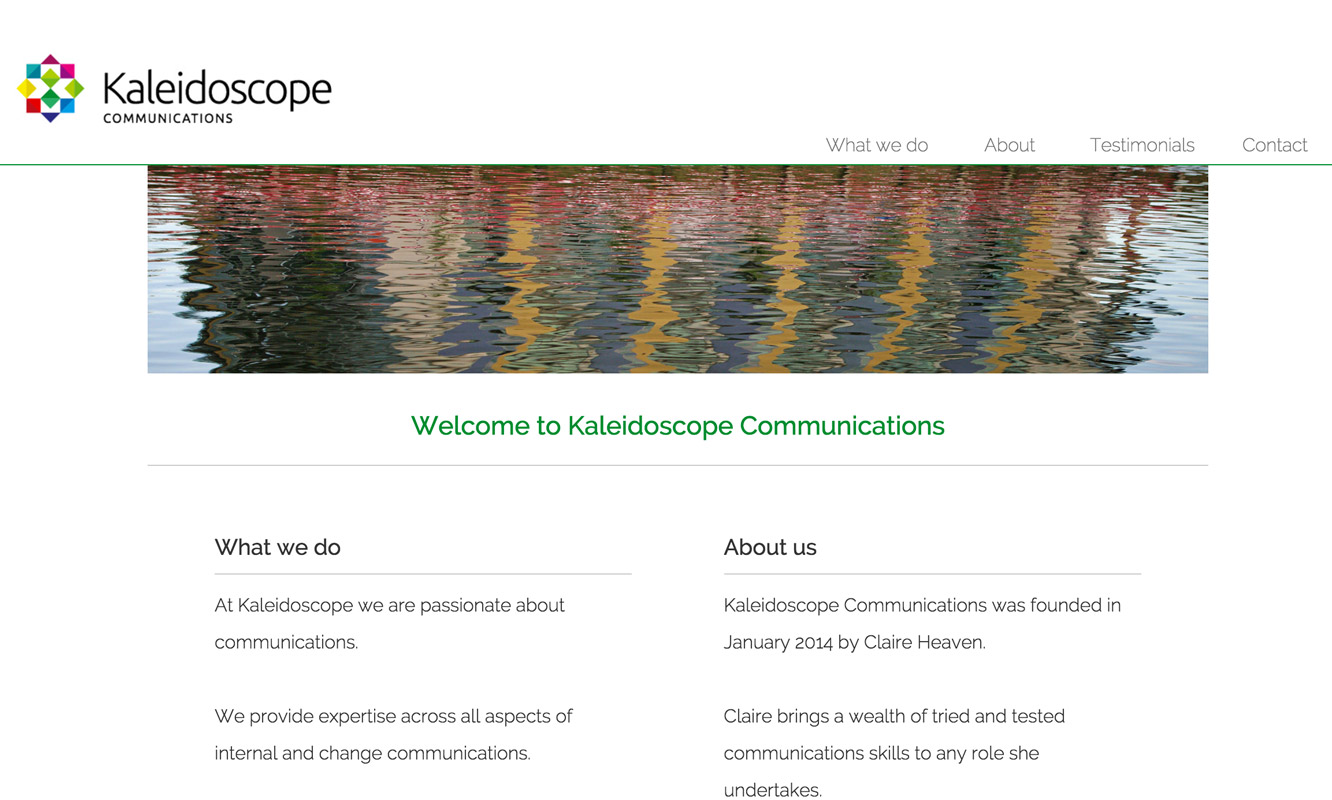 Kaleidoscope
COMMUNICATIONS
What we do
About
Testimonials
Contact
Welcome to Kaleidoscope Communications
What we do
At Kaleidoscope we are passionate about
communications.
We provide expertise across all aspects of
internal and change communications.
About us
Kaleidoscope Communications was founded in
January 2014 by Claire Heaven.
Claire brings a wealth of tried and tested
communications skills to any role she
undertakes.